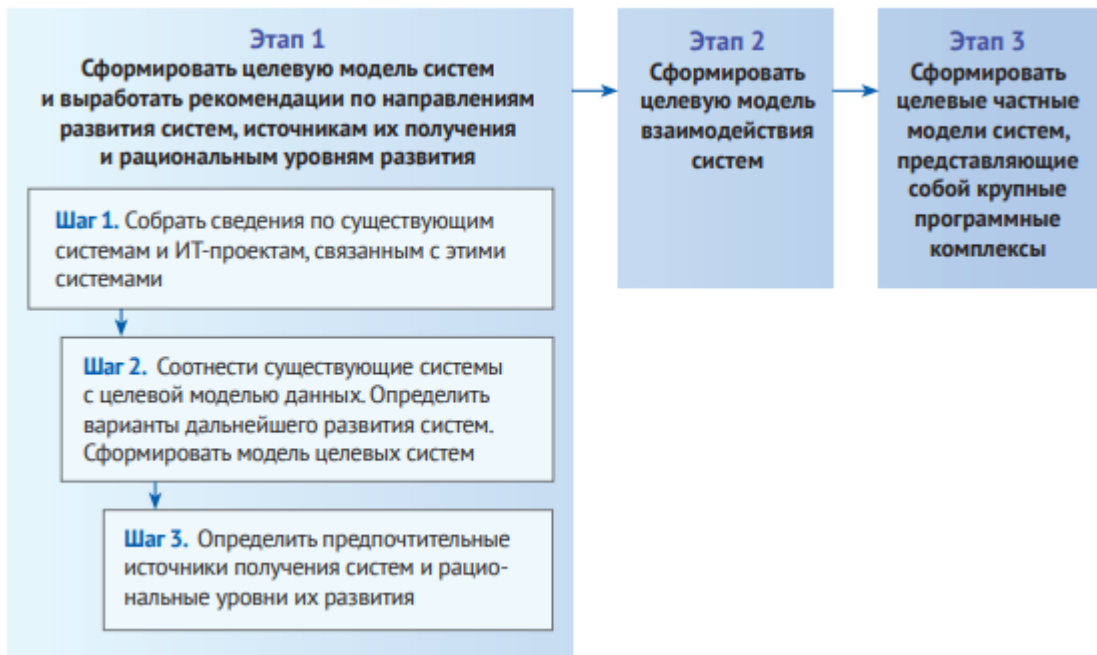 Этап 1
Сформировать целевую модель систем
и выработать рекомендации по направлениям
развития систем, источникам их получения
и рациональным уровням развития
Шаг 1. Собрать сведения по существующим
системам и ИТ-проектам, связанным с этими
системами
Шаг 2. Соотнести существующие системы
с целевой моделью данных. Определить
варианты дальнейшего развития систем.
Сформировать модель целевых систем
Шаг 3. Определить предпочтительные
источники получения систем и рацио-
нальные уровни их развития
Этап 2
Сформировать
целевую модель
взаимодействия
систем
Этап 3
Сформировать
целевые частные
модели систем,
представляющие
собой крупные
программные
комплексы